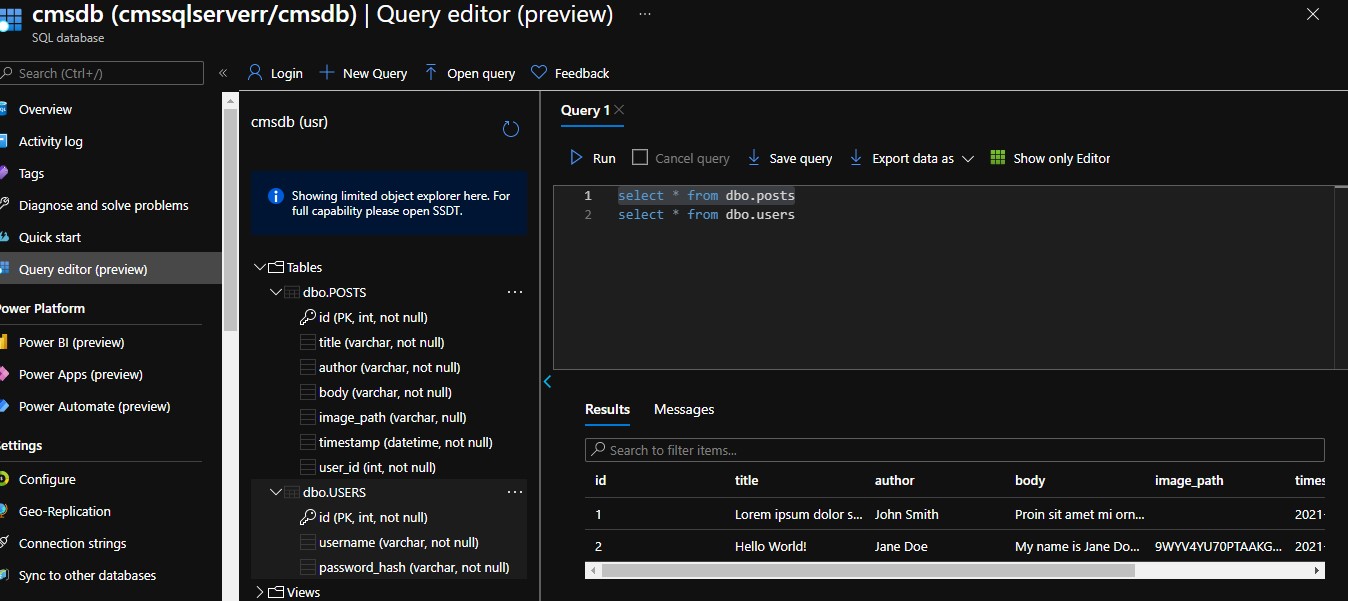 cmsdb (cmssqlserverr/cmsdb) | Query editor (preview) ...
SQL database
Search (Ctrl+/)
«
Login
New Query
Open query
Feedback
Overview
Activity log
Tags
Diagnose and solve problems
Quick start
Query editor (preview)
ower Platform
Power BI (preview)
Power Apps (preview)
Power Automate (preview)
ettings
Configure
Geo-Replication
Connection strings
Sync to other databases
cmsdb (usr)
Showing limited object explorer here. For
full capability please open SSDT.
Tables
dbo.POSTS ...
id (PK, int, not null)
title (varchar, not null)
author (varchar, not null)
body (varchar, not null)
image_path (varchar, null)
timestamp (datetime, not null)
user_id (int, not null)
dbo.USERS ...
id (PK, int, not null)
username (varchar, not null)
password_hash (varchar, not null)
Views
Query 1
Run
Cancel query
Save query
Export data as
Show only Editor
1 select * from dbo.posts
2 select * from dbo.users
Results Messages
Search to filter items...
id title author body image_path times
1 Lorem ipsum dolor s... John Smith Proin sit amet mi orn... 2021-
2 Hello World! Jane Doe My name is Jane Do... 9WYV4YU70PTAAKG... 2021-